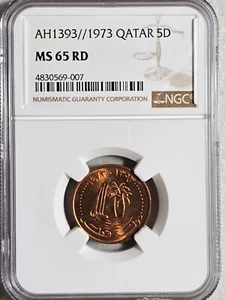 AH1393//1973 QATAR 5D
MS 65 RD
4830569-007
NUMISMATIC GUARANTY CORPORATION
NGC